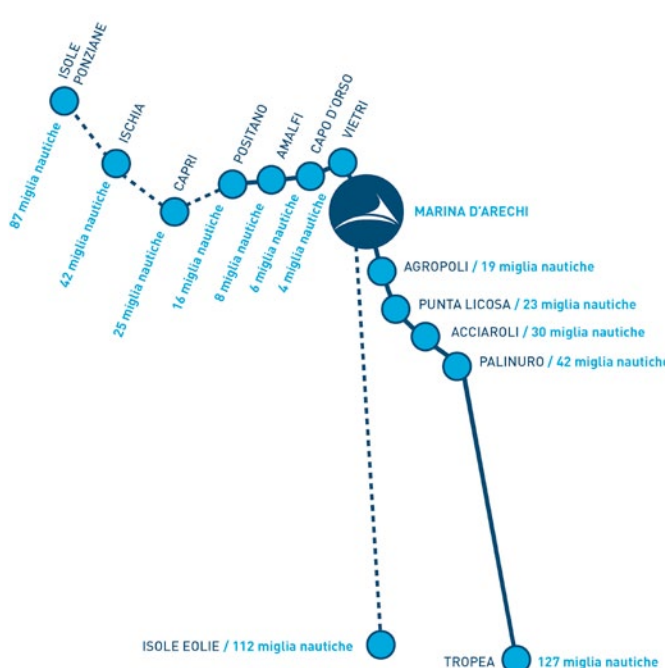 ISOLE
PONZIANE
87 miglia nautiche
ISCHIA
42 miglia nautiche
CAPRI
25 miglia nautiche
POSITANO
16 miglia nautiche
AMALFI
8 miglia nautiche
CAPO D'ORSO
6 miglia nautiche
VIETRI
4 miglia nautiche
MARINA D'ARECHI
AGROPOLI / 19 miglia nautiche
PUNTA LICOSA / 23 miglia nautiche
ACCIAROLI / 30 miglia nautiche
PALINURO / 42 miglia nautiche
ISOLE EOLIE / 112 miglia nautiche
TROPEA 127 miglia nautiche